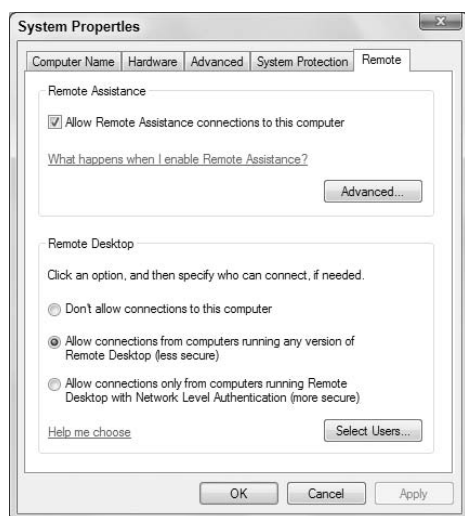 System Properties
Computer Name Hardware Advanced System Protection Remote
Remote Assistance
Allow Remote Assistance connections to this computer
What happens when I enable Remote Assistance?
Advanced...
Remote Desktop
Click an option, and then specify who can connect, if needed.
Don't allow connections to this computer
Allow connections from computers running any version of
Remote Desktop (less secure)
Allow connections only from computers running Remote
Desktop with Network Level Authentication (more secure)
Help me choose
Select Users...
OK Cancel Apply